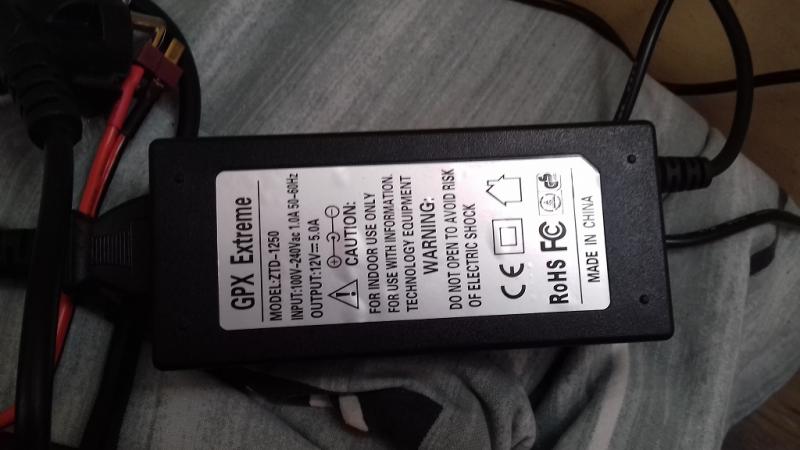 GPX Extreme
MODEL:ZTD-1250
INPUT:100V-240Vac 1.0A 50-60Hz
OUTPUT:12V⎓5.0A
CAUTION:
FOR INDOOR USE ONLY
FOR USE WITH INFORMATION.
TECHNOLOGY EQUIPMENT
WARNING:
DO NOT OPEN TO AVOID RISK
OF ELECTRIC SHOCK
CE
RoHS FC
MADE IN CHINA